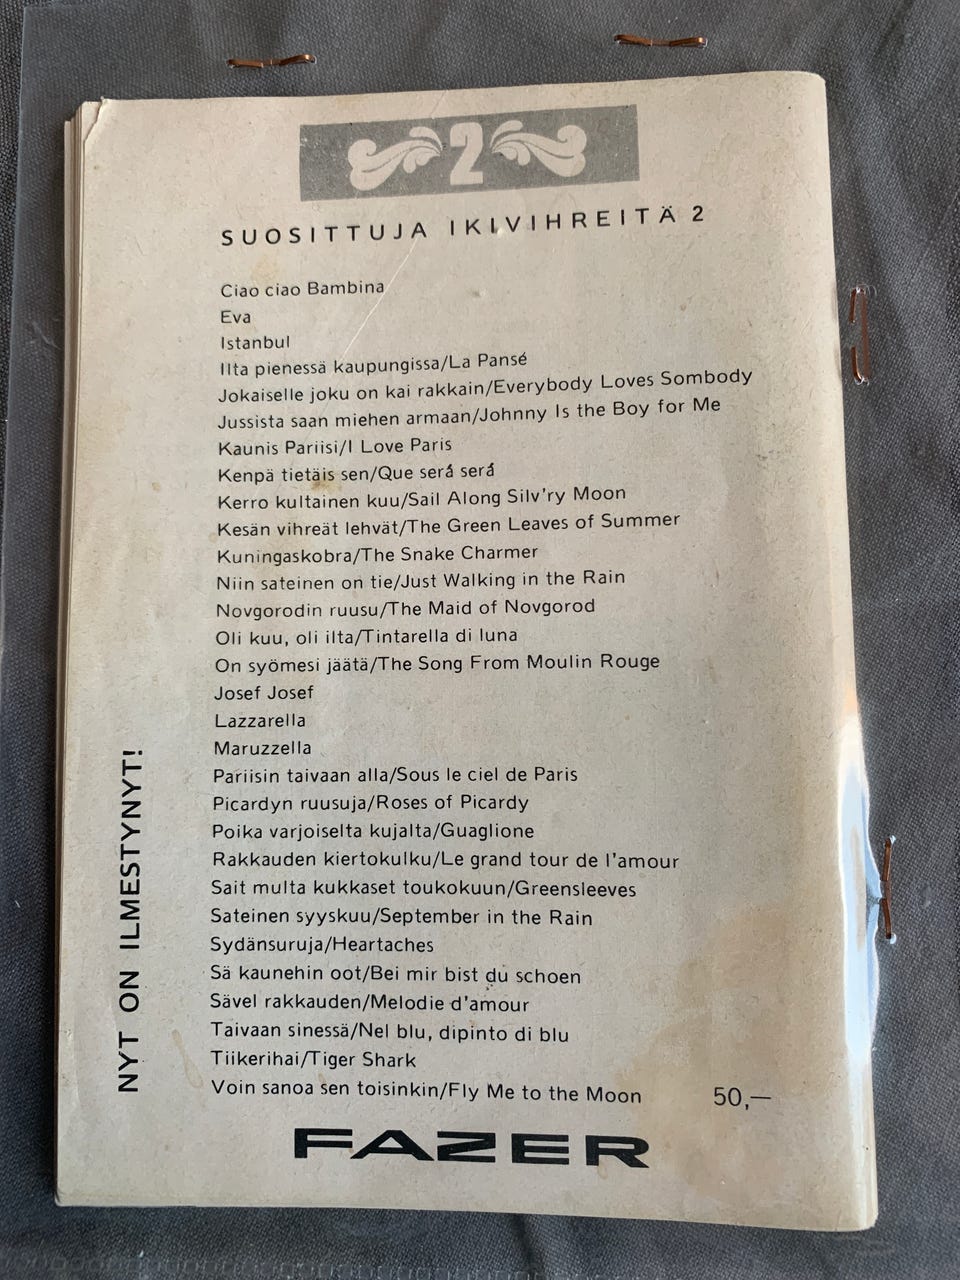 2
SUOSITTUJA IKIVIHREITÄ 2
Ciao ciao Bambina
Eva
Istanbul
Ilta pienessä kaupungissa/La Pansé
Jokaiselle joku on kai rakkain/Everybody Loves Sombody
Jussista saan miehen armaan/Johnny Is the Boy for Me
Kaunis Pariisi/I Love Paris
Kenpä tietäis sen/Que será será
Kerro kultainen kuu/Sail Along Silv'ry Moon
Kesän vihreät lehvät/The Green Leaves of Summer
Kuningaskobra/The Snake Charmer
Niin sateinen on tie/Just Walking in the Rain
Novgorodin ruusu/The Maid of Novgorod
Oli kuu, oli ilta/Tintarella di luna
On syömesi jäätä/The Song From Moulin Rouge
Josef Josef
Lazzarella
Maruzzella
Pariisin taivaan alla/Sous le ciel de Paris
Picardyn ruusuja/Roses of Picardy
Poika varjoiselta kujalta/Guaglione
Rakkauden kiertokulku/Le grand tour de l'amour
Sait multa kukkaset toukokuun/Greensleeves
Sateinen syyskuu/September in the Rain
Sydänsuruja/Heartaches
Sä kaunehin oot/Bei mir bist du schoen
Sävel rakkauden/Melodie d'amour
Taivaan sinessä/Nel blu, dipinto di blu
Tiikerihai/Tiger Shark
Voin sanoa sen toisinkin/Fly Me to the Moon 50,—
NYT ON ILMESTYNYT!
FAZER